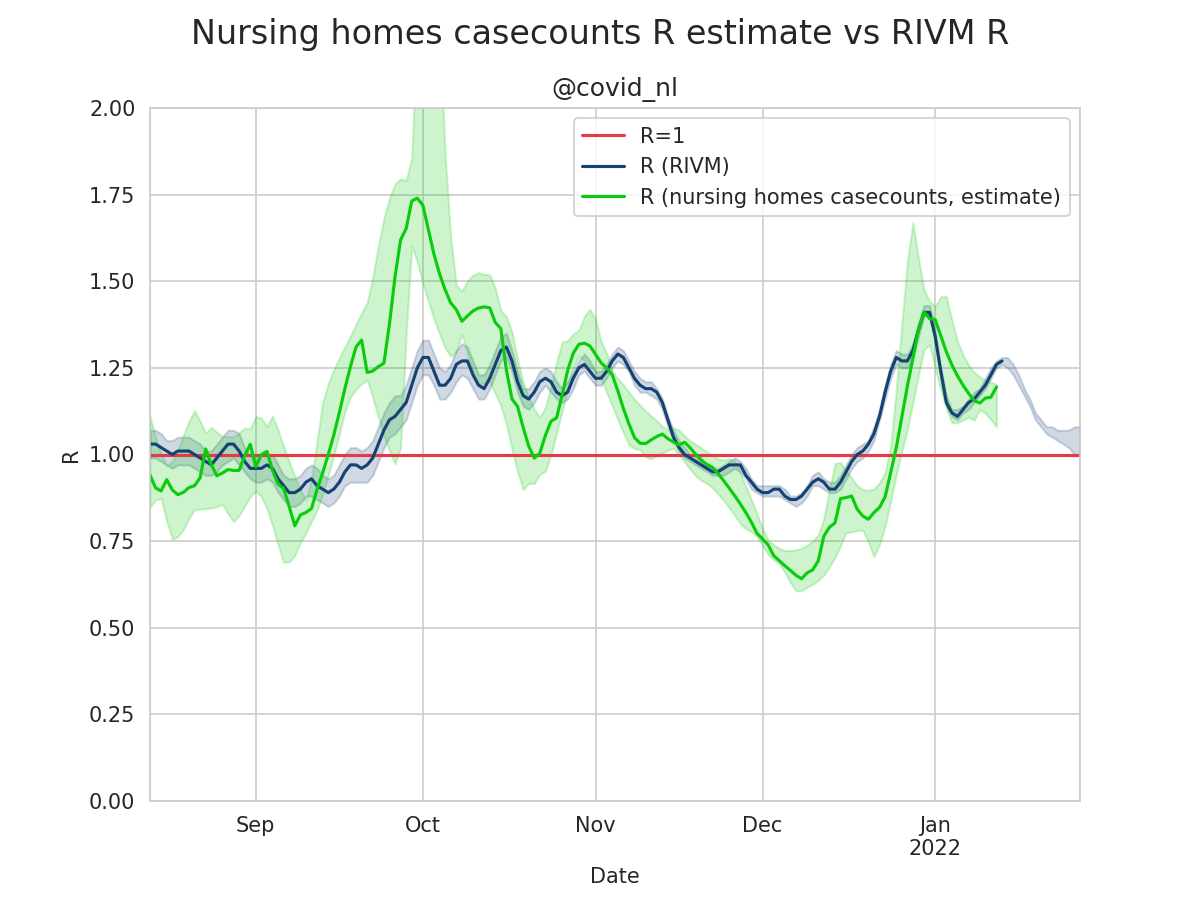 Nursing homes casecounts R estimate vs RIVM R
@covid_nl
R=1
R (RIVM)
R (nursing homes casecounts, estimate)
2.00
1.75
1.50
1.25
1.00
0.75
0.50
0.25
0.00
R
Sep
Oct
Nov
Dec
Jan
2022
Date